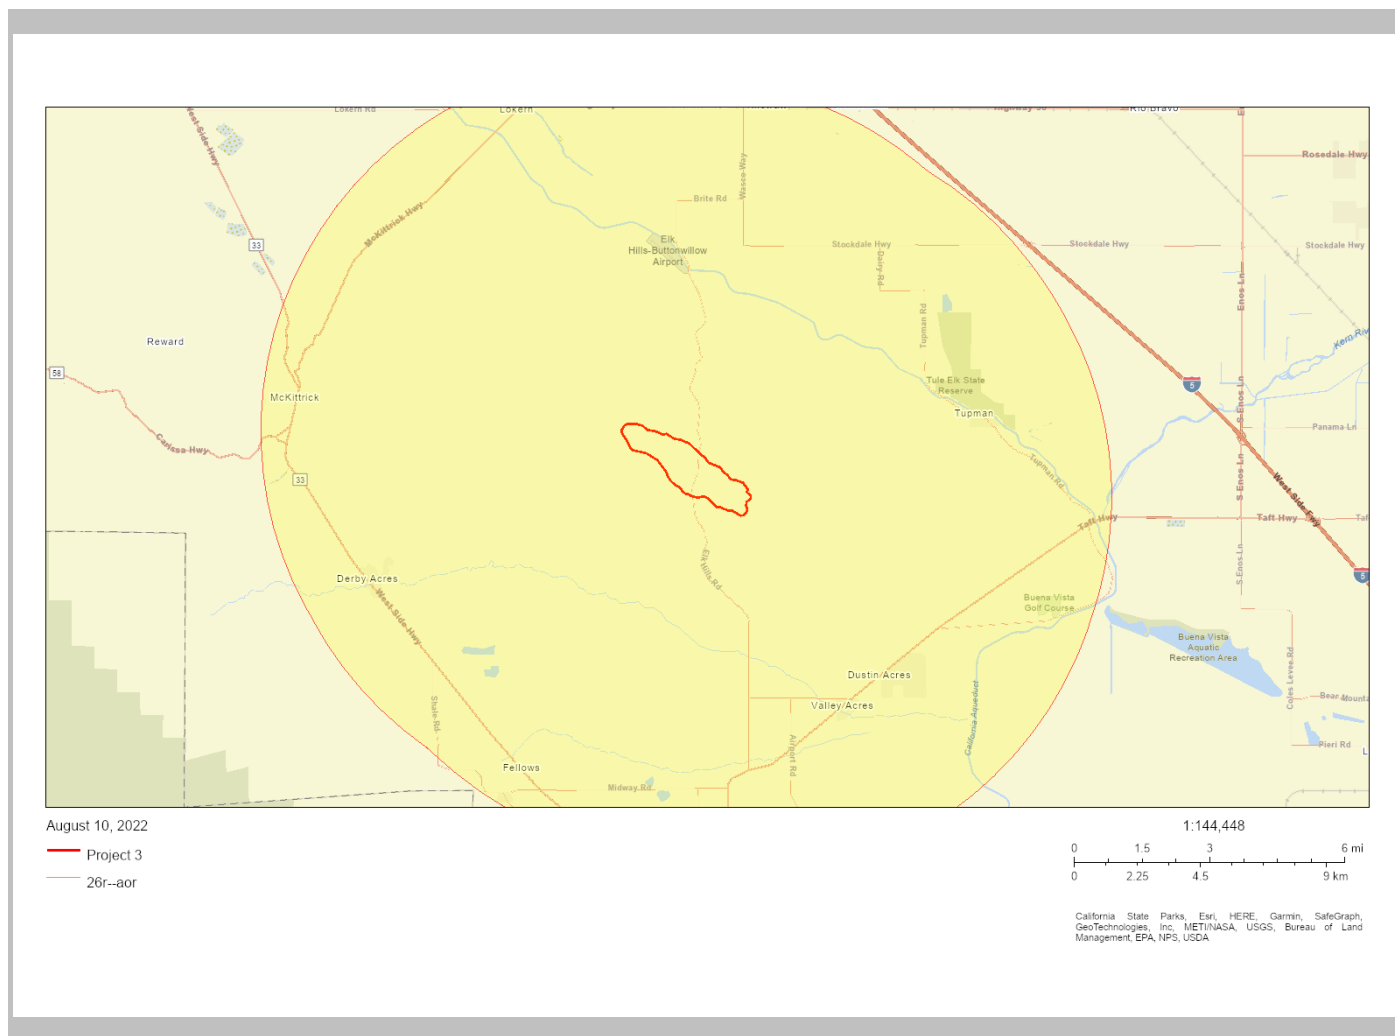 Lokern Rd
Lokern
Rio Bravo
West Side Hwy
Wasco Way
Rosedale Hwy
Brite Rd
McKittrick Hwy
33
Elk
Hills-Buttonwillow
Airport
Stockdale Hwy
Stockdale Hwy
Stockdale Hwy
Dairy Rd
Enos Ln
Tupman Rd
Kern Riv
Reward
58
5
Tule Elk State
Reserve
McKittrick
Tupman
S Enos Ln
Panama Ln
Carissa Hwy
Tupman Rd
33
S Enos Ln
West Side Fwy
Taft Hwy
Taft Hwy
Taf
Elk Hills Rd
S Enos Ln
5
Derby Acres
West Side Hwy
Buena Vista
Golf Course
Buena Vista
Aquatic
Recreation Area
Coles Levee Rd
Dustin Acres
Shale Rd
California Aqueduct
Bear Mounta
Valley Acres
Airport Rd
Pieri Rd
L
Fellows
Midway Rd
August 10, 2022
Project 3
26r--aor
1:144,448
0 1.5 3 6 mi
0 2.25 4.5 9 km
California State Parks, Esri, HERE, Garmin, SafeGraph,
GeoTechnologies, Inc, METI/NASA, USGS, Bureau of Land
Management, EPA, NPS, USDA